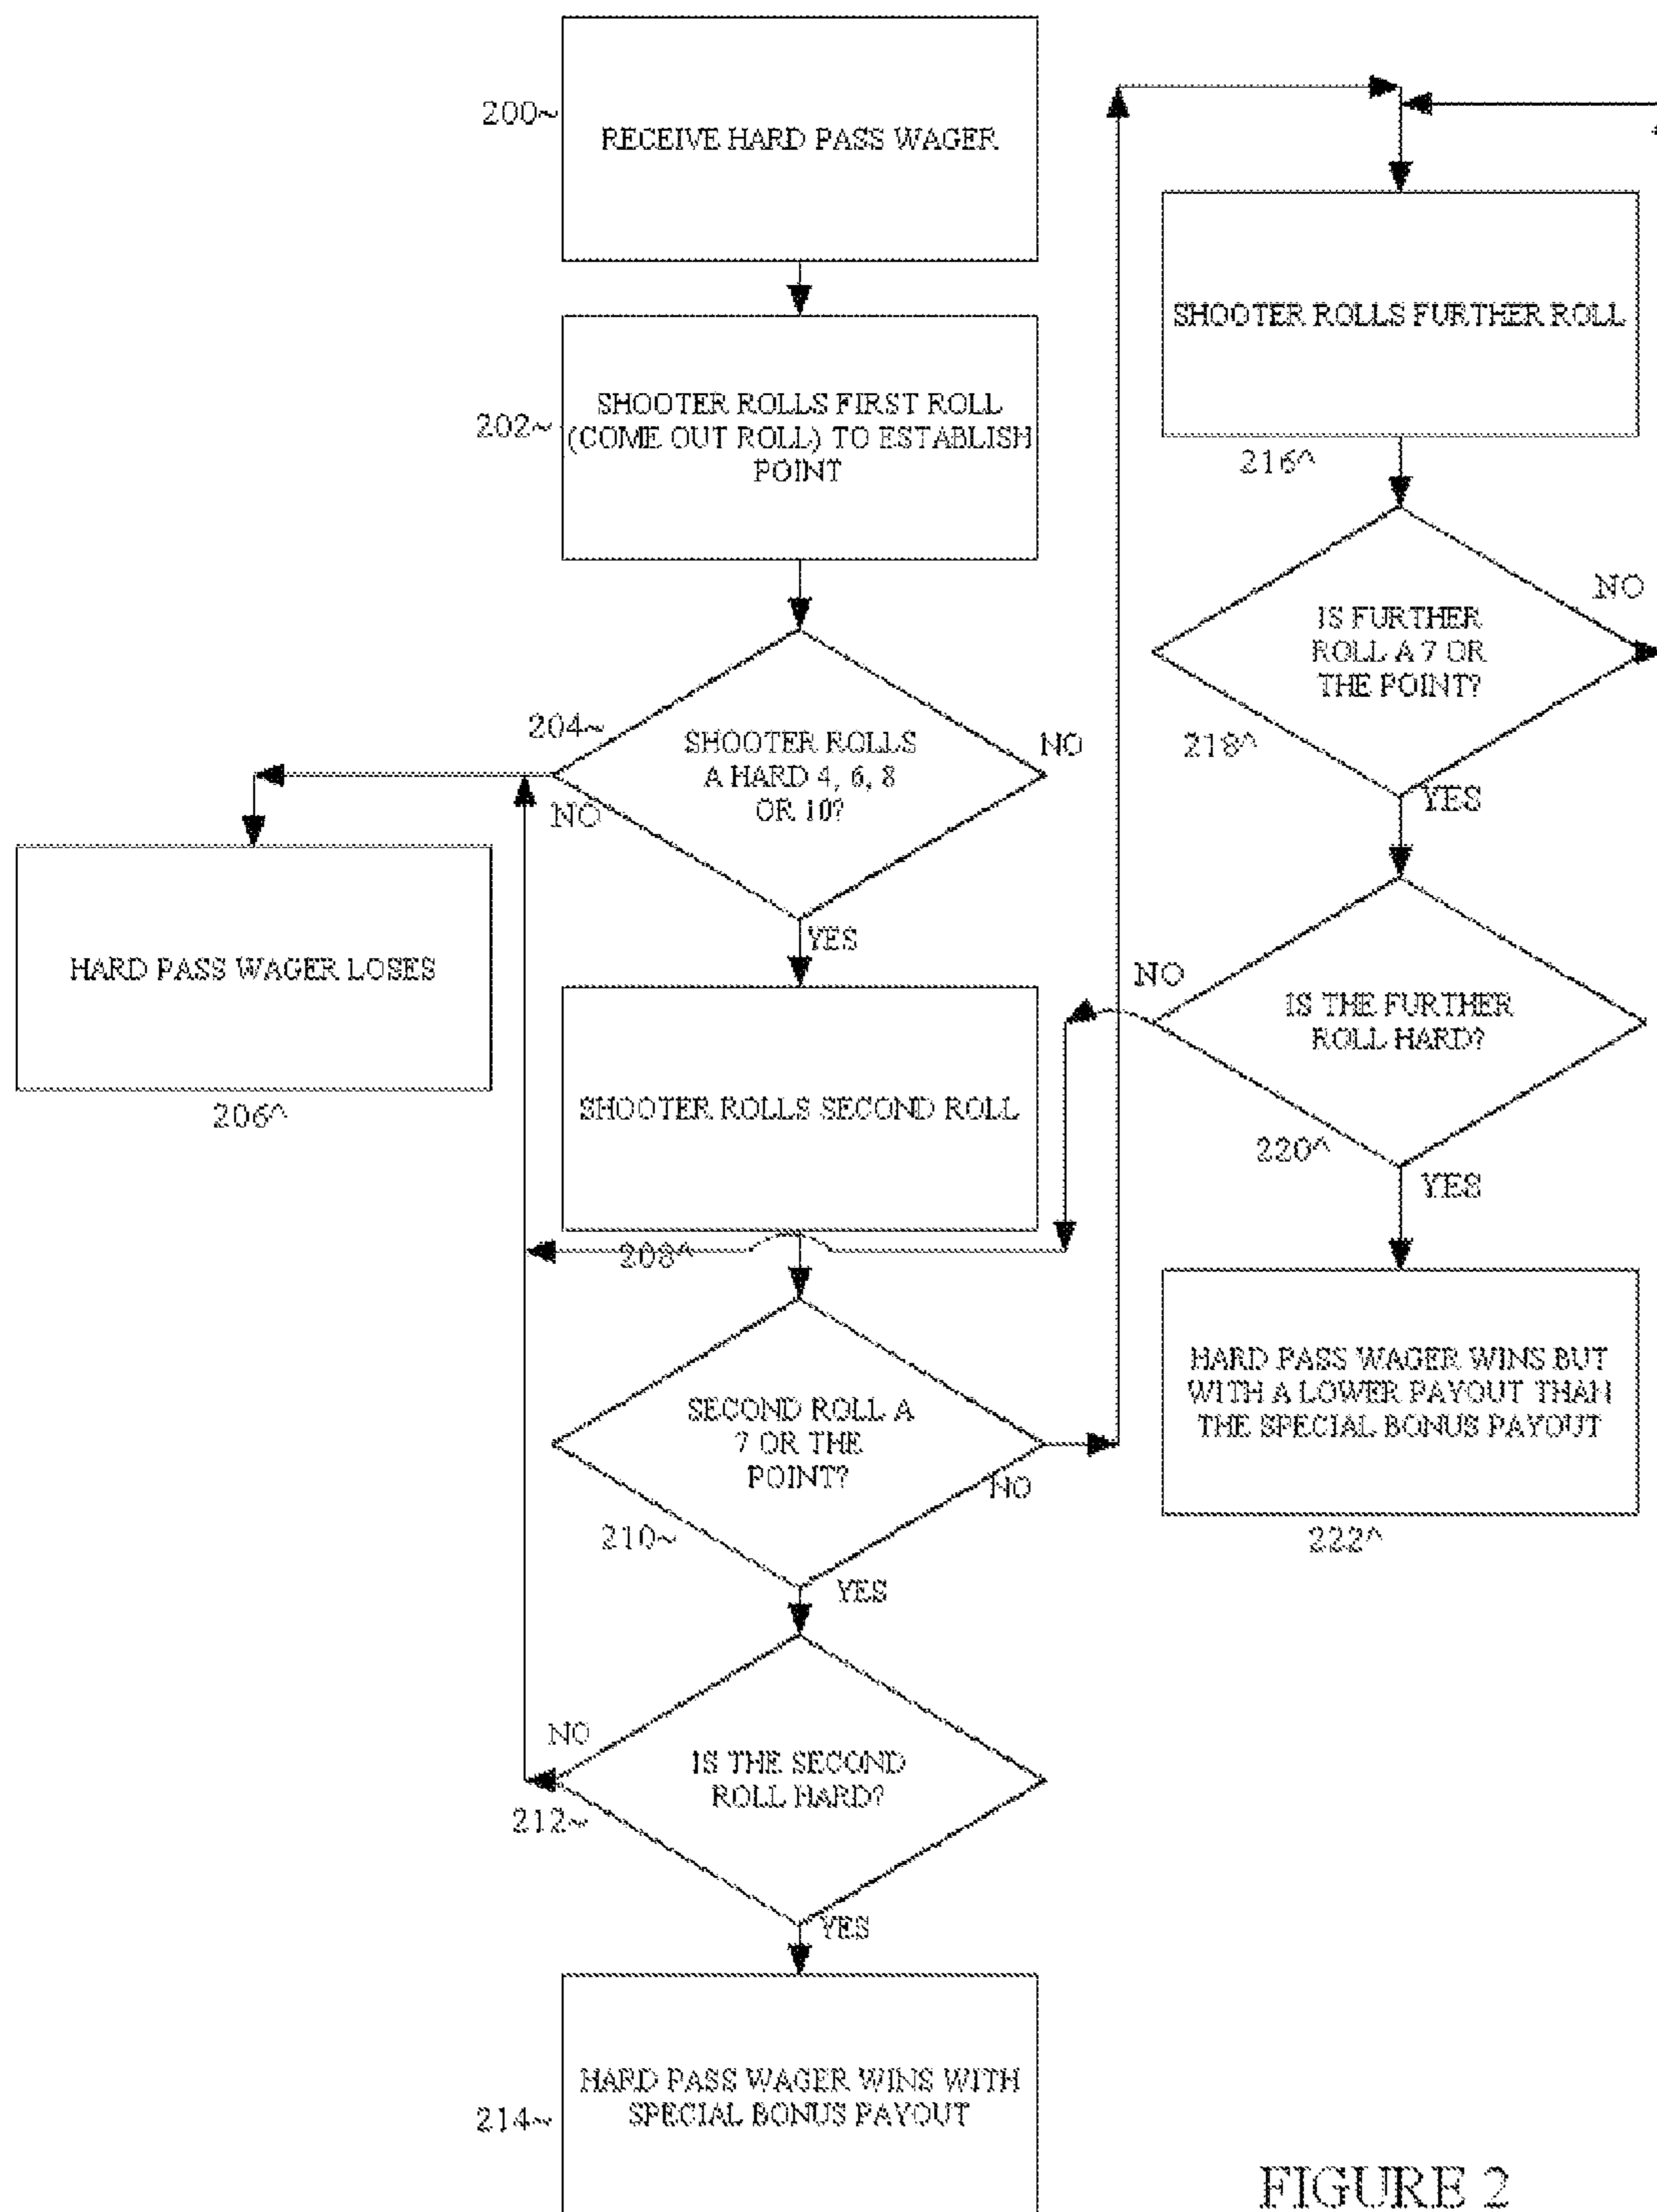 200~
RECEIVE HARD PASS WAGER
202~
SHOOTER ROLLS FIRST ROLL
(COME OUT ROLL) TO ESTABLISH
POINT
204~
SHOOTER ROLLS
A HARD 4, 6, 8
OR 10?
NO
NO
YES
HARD PASS WAGER LOSES
206^
SHOOTER ROLLS SECOND ROLL
208^
SECOND ROLL A
7 OR THE
POINT?
NO
210~
YES
NO
IS THE SECOND
ROLL HARD?
212~
YES
HARD PASS WAGER WINS WITH
SPECIAL BONUS PAYOUT
214~
SHOOTER ROLLS FURTHER ROLL
216^
NO
IS FURTHER
ROLL A 7 OR
THE POINT?
218^
YES
NO
IS THE FURTHER
ROLL HARD?
220^
YES
HARD PASS WAGER WINS BUT
WITH A LOWER PAYOUT THAN
THE SPECIAL BONUS PAYOUT
222^
FIGURE 2